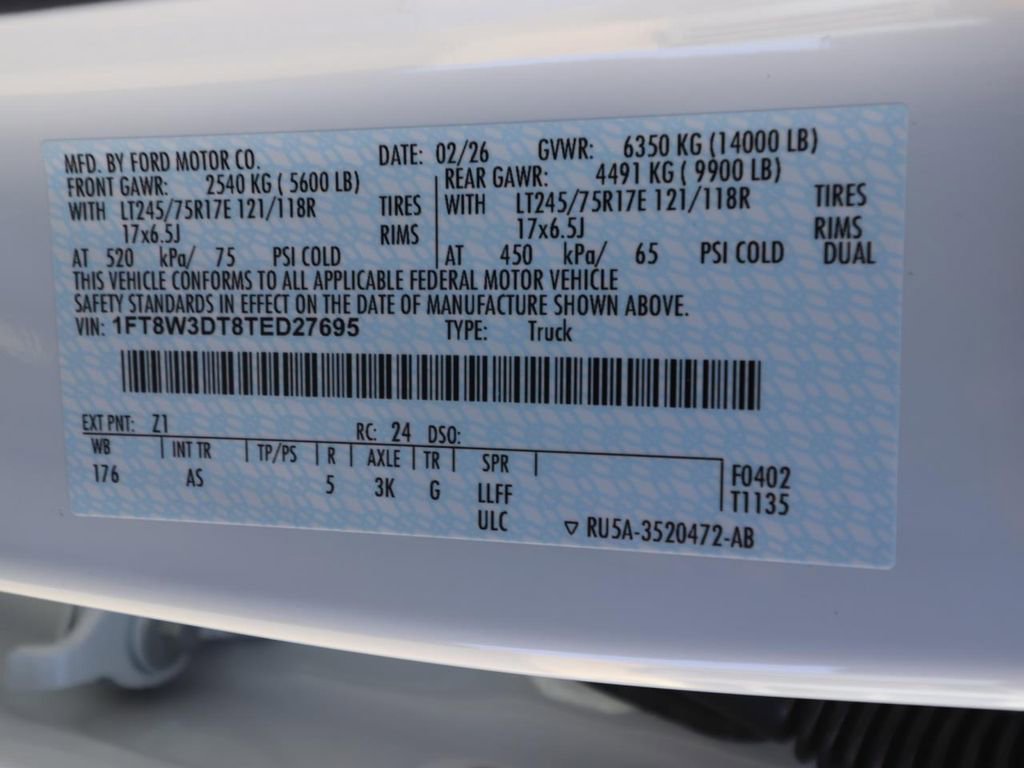 MFD. BY FORD MOTOR CO. DATE: 02/26 GVWR: 6350 KG (14000 LB)
FRONT GAWR: 2540 KG ( 5600 LB) REAR GAWR: 4491 KG ( 9900 LB)
WITH LT245/75R17E 121/118R TIRES WITH LT245/75R17E 121/118R TIRES
17x6.5J RIMS 17x6.5J RIMS
AT 520 kPa/ 75 PSI COLD AT 450 kPa/ 65 PSI COLD DUAL
THIS VEHICLE CONFORMS TO ALL APPLICABLE FEDERAL MOTOR VEHICLE
SAFETY STANDARDS IN EFFECT ON THE DATE OF MANUFACTURE SHOWN ABOVE.
VIN: 1FT8W3DT8TED27695 TYPE: Truck
EXT PNT: Z1 RC: 24 DSO:
WB INT TR TP/PS R AXLE TR SPR
176 AS 5 3K G LLFF F0402
ULC T1135
▽ RU5A-3520472-AB